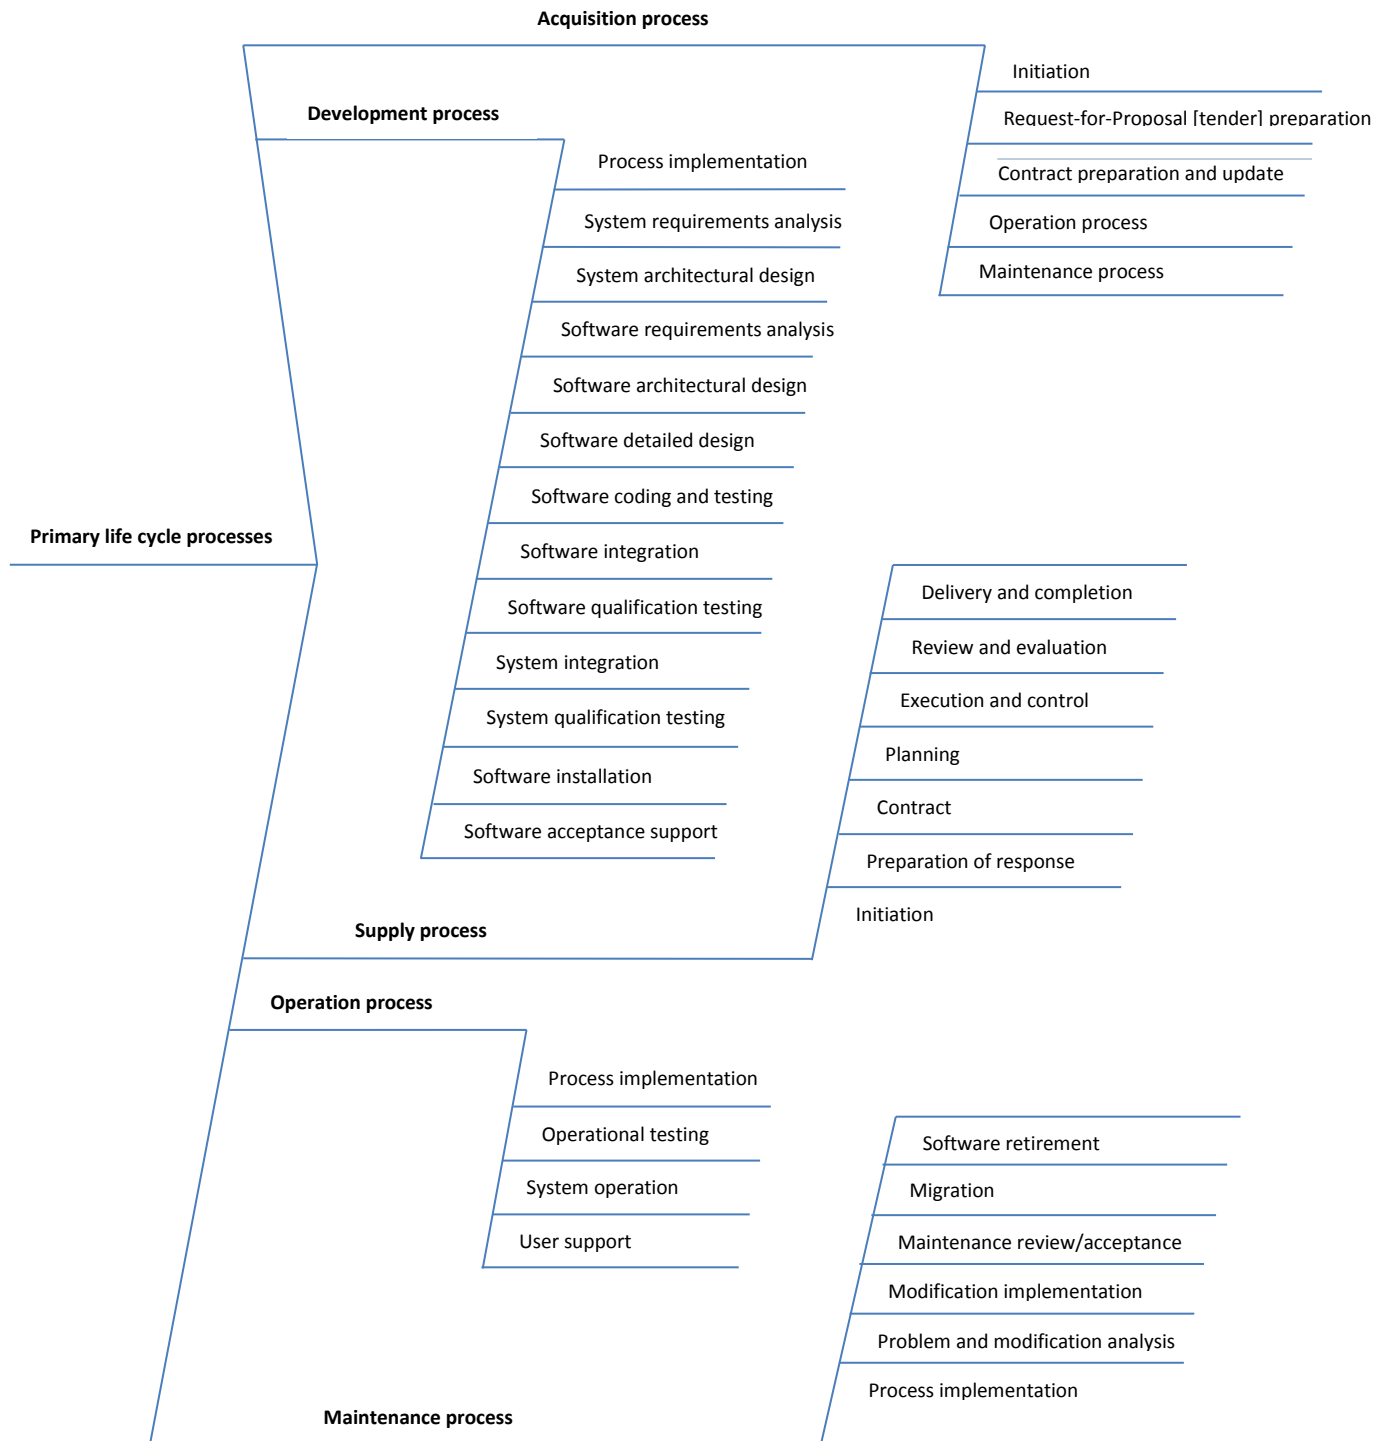 Acquisition process
Initiation
Request-for-Proposal [tender] preparation
Contract preparation and update
Operation process
Maintenance process
Development process
Process implementation
System requirements analysis
System architectural design
Software requirements analysis
Software architectural design
Software detailed design
Software coding and testing
Software integration
Software qualification testing
System integration
System qualification testing
Software installation
Software acceptance support
Primary life cycle processes
Delivery and completion
Review and evaluation
Execution and control
Planning
Contract
Preparation of response
Initiation
Supply process
Operation process
Process implementation
Operational testing
System operation
User support
Software retirement
Migration
Maintenance review/acceptance
Modification implementation
Problem and modification analysis
Process implementation
Maintenance process